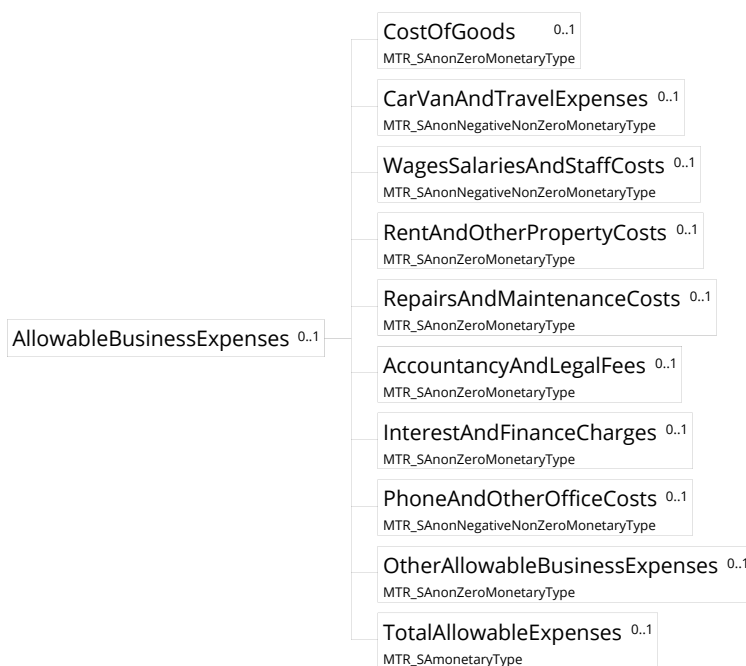 CostOfGoods 0..1
MTR_SAnonZeroMonetaryType
CarVanAndTravelExpenses 0..1
MTR_SAnonNegativeNonZeroMonetaryType
WagesSalariesAndStaffCosts 0..1
MTR_SAnonNegativeNonZeroMonetaryType
RentAndOtherPropertyCosts 0..1
MTR_SAnonZeroMonetaryType
RepairsAndMaintenanceCosts 0..1
MTR_SAnonZeroMonetaryType
AllowableBusinessExpenses 0..1
AccountancyAndLegalFees 0..1
MTR_SAnonZeroMonetaryType
InterestAndFinanceCharges 0..1
MTR_SAnonZeroMonetaryType
PhoneAndOtherOfficeCosts 0..1
MTR_SAnonNegativeNonZeroMonetaryType
OtherAllowableBusinessExpenses 0..1
MTR_SAnonZeroMonetaryType
TotalAllowableExpenses 0..1
MTR_SAmonetaryType